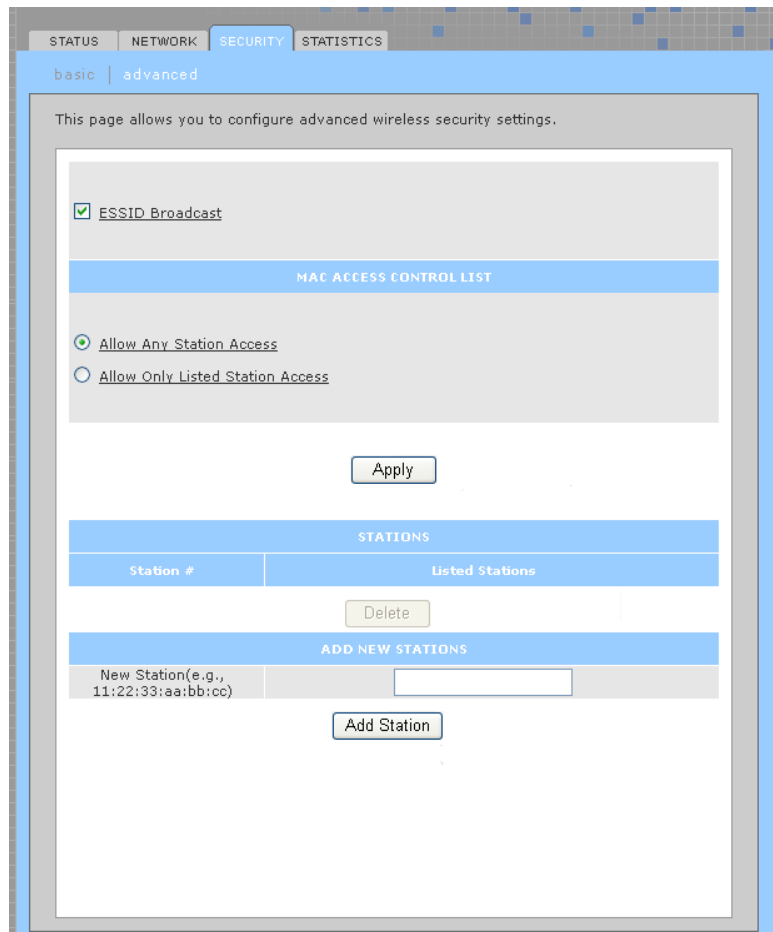 STATUS NETWORK SECURITY STATISTICS
basic | advanced
This page allows you to configure advanced wireless security settings.
ESSID Broadcast
MAC ACCESS CONTROL LIST
Allow Any Station Access
Allow Only Listed Station Access
Apply
STATIONS
Station # Listed Stations
Delete
ADD NEW STATIONS
New Station(e.g.,
11:22:33:aa:bb:cc)
Add Station